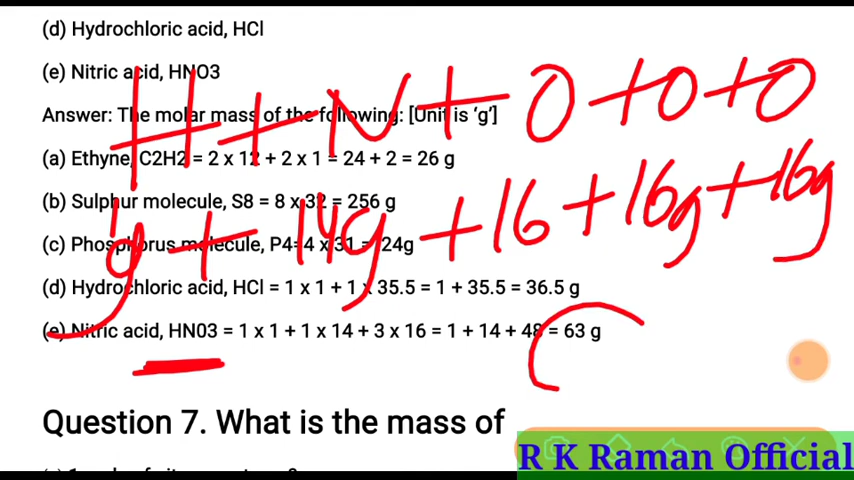 (d) Hydrochloric acid, HCl
(e) Nitric acid, HNO3
H + N + O + O + O
Answer: The molar mass of the following: [Unit is ‘g’]
(a) Ethyne, C2H2 = 2 x 12 + 2 x 1 = 24 + 2 = 26 g
(b) Sulphur molecule, S8 = 8 x 32 = 256 g
1g + 14g + 16 + 16g + 16g
(c) Phosphorus molecule, P4=4 x 31 = 124g
(d) Hydrochloric acid, HCl = 1 x 1 + 1 x 35.5 = 1 + 35.5 = 36.5 g
(e) Nitric acid, HN03 = 1 x 1 + 1 x 14 + 3 x 16 = 1 + 14 + 48 = 63 g
Question 7. What is the mass of
R K Raman Official